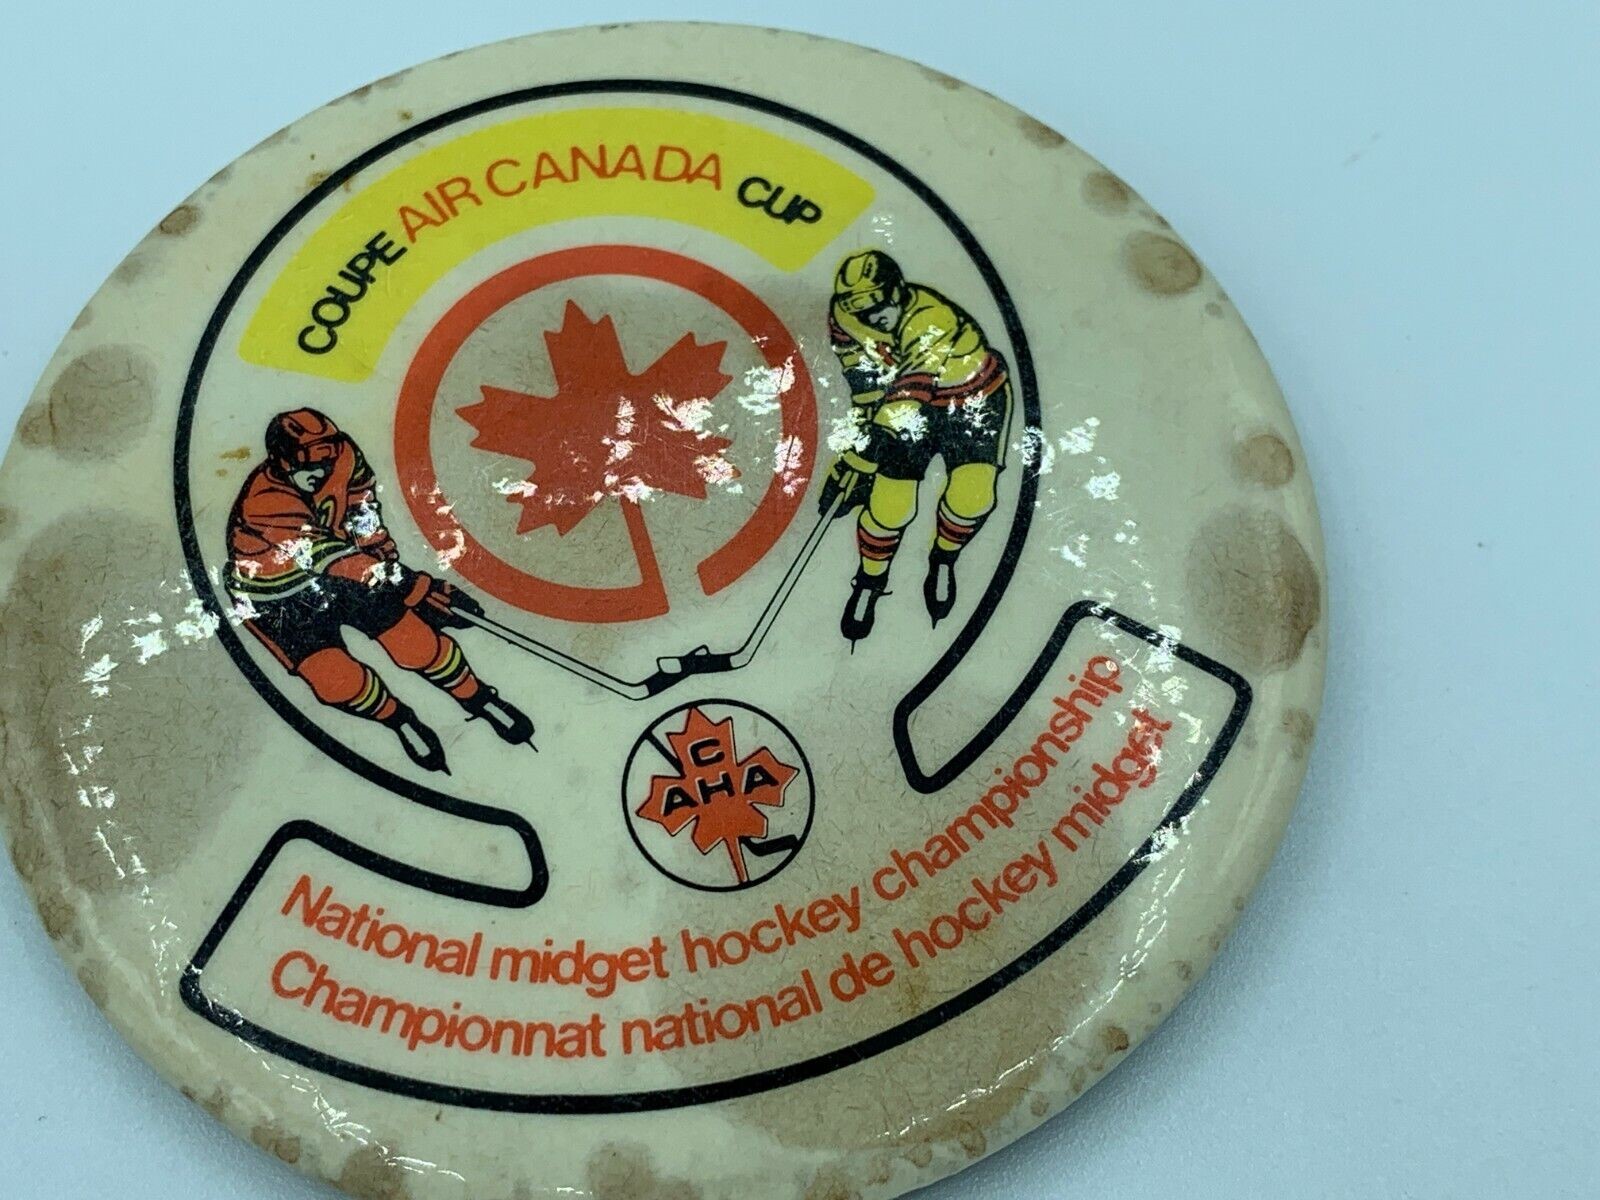 COUPE AIR CANADA CUP
C
AHA
National midget hockey championship
Championnat national de hockey midget